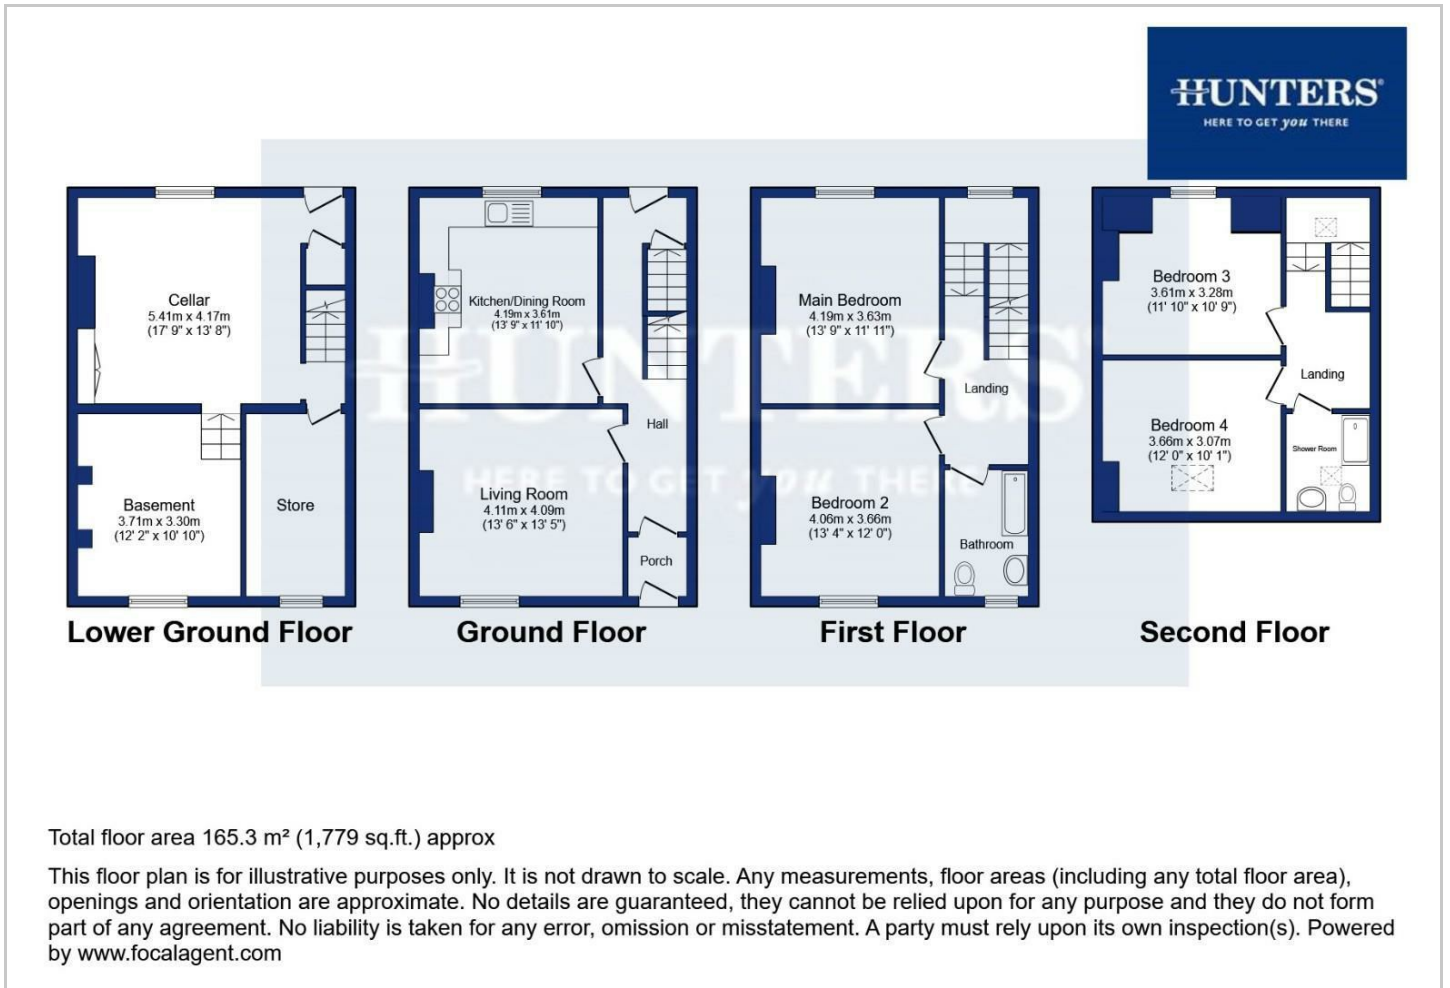 HUNTERS®
HERE TO GET you THERE
Cellar
5.41m x 4.17m
(17' 9" x 13' 8")
Basement
3.71m x 3.30m
(12' 2" x 10' 10")
Store
Lower Ground Floor
Kitchen/Dining Room
4.19m x 3.61m
(13' 9" x 11' 10")
Living Room
4.11m x 4.09m
(13' 6" x 13' 5")
Hall
Porch
Ground Floor
Main Bedroom
4.19m x 3.63m
(13' 9" x 11' 11")
Landing
Bedroom 2
4.06m x 3.66m
(13' 4" x 12' 0")
Bathroom
First Floor
Bedroom 3
3.61m x 3.28m
(11' 10" x 10' 9")
Landing
Bedroom 4
3.66m x 3.07m
(12' 0" x 10' 1")
Shower Room
Second Floor
HUNTERS
HERE TO GET you THERE
Total floor area 165.3 m² (1,779 sq.ft.) approx
This floor plan is for illustrative purposes only. It is not drawn to scale. Any measurements, floor areas (including any total floor area),
openings and orientation are approximate. No details are guaranteed, they cannot be relied upon for any purpose and they do not form
part of any agreement. No liability is taken for any error, omission or misstatement. A party must rely upon its own inspection(s). Powered
by www.focalagent.com